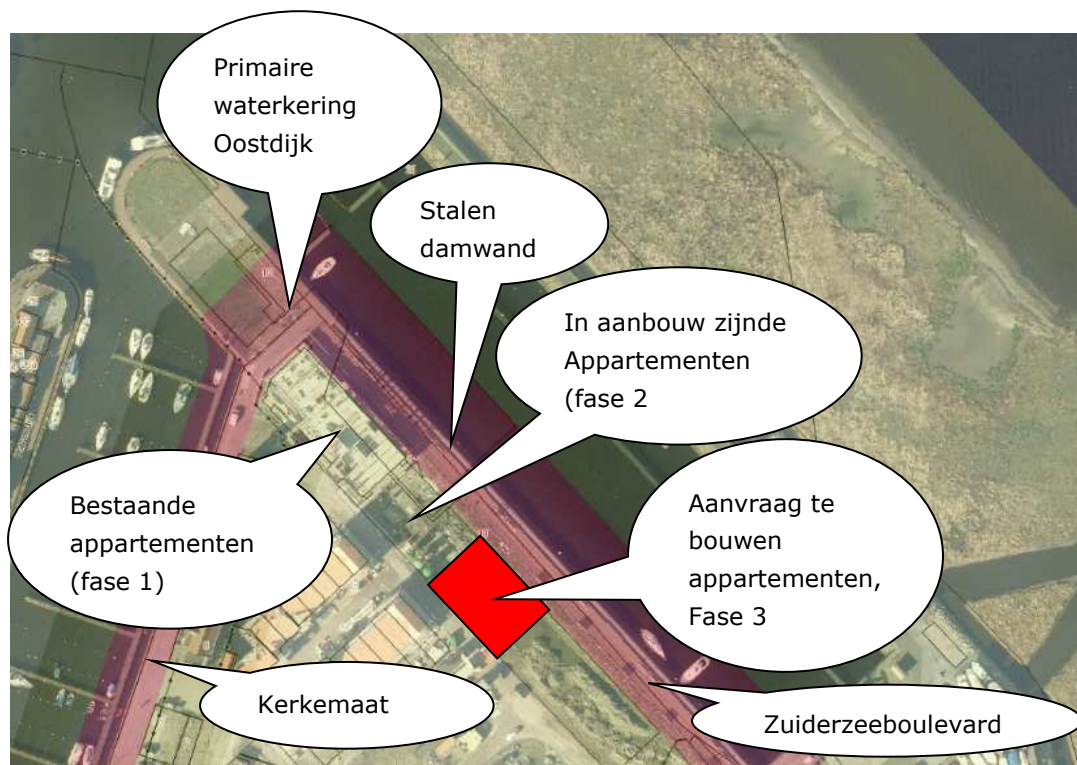 Primaire
waterkering
Oostdijk
Stalen
damwand
In aanbouw zijnde
Appartementen
(fase 2
Bestaande
appartementen
(fase 1)
Aanvraag te
bouwen
appartementen,
Fase 3
Kerkemaat
Zuiderzeeboulevard